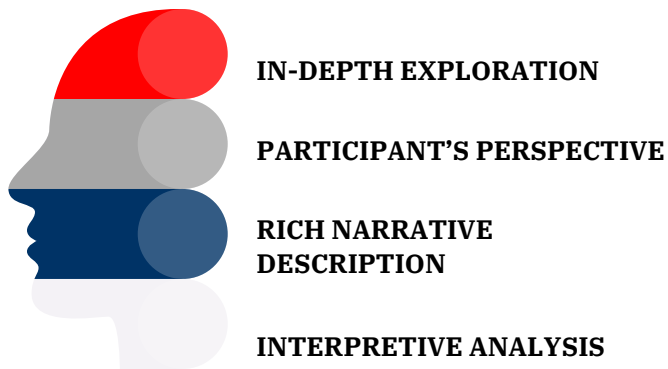 IN-DEPTH EXPLORATION
PARTICIPANT’S PERSPECTIVE
RICH NARRATIVE
DESCRIPTION
INTERPRETIVE ANALYSIS